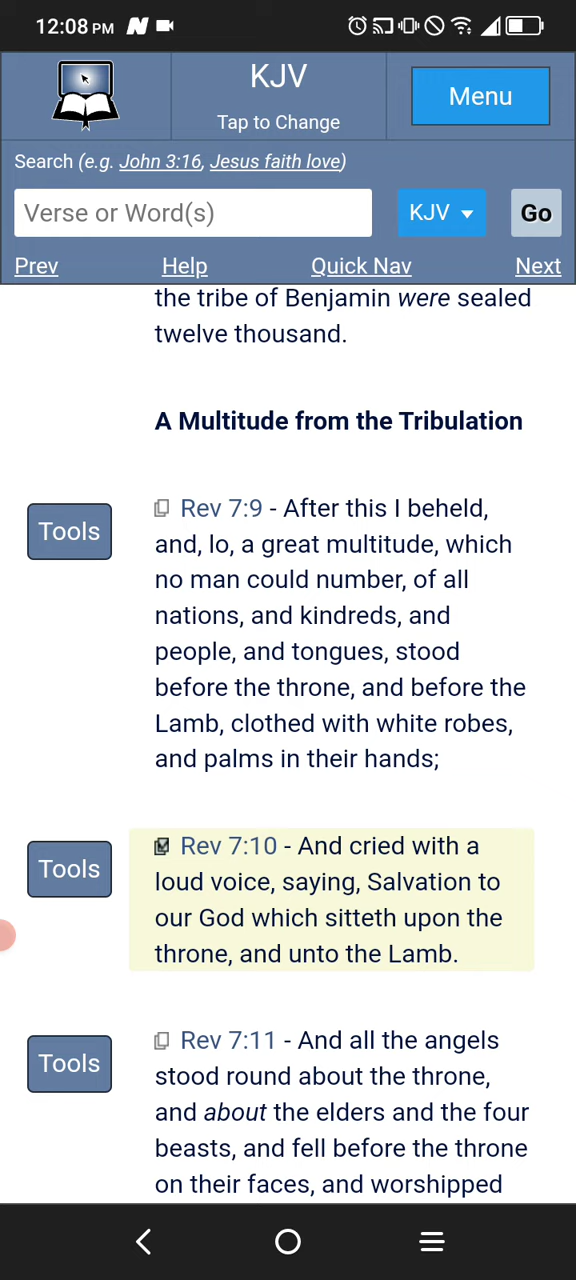 12:08 PM
KJV
Tap to Change
Menu
Search (e.g. John 3:16, Jesus faith love)
Verse or Word(s)
KJV
Go
Prev
Help
Quick Nav
Next
the tribe of Benjamin were sealed
twelve thousand.
A Multitude from the Tribulation
Tools
Rev 7:9 - After this I beheld,
and, lo, a great multitude, which
no man could number, of all
nations, and kindreds, and
people, and tongues, stood
before the throne, and before the
Lamb, clothed with white robes,
and palms in their hands;
Tools
Rev 7:10 - And cried with a
loud voice, saying, Salvation to
our God which sitteth upon the
throne, and unto the Lamb.
Tools
Rev 7:11 - And all the angels
stood round about the throne,
and about the elders and the four
beasts, and fell before the throne
on their faces, and worshipped